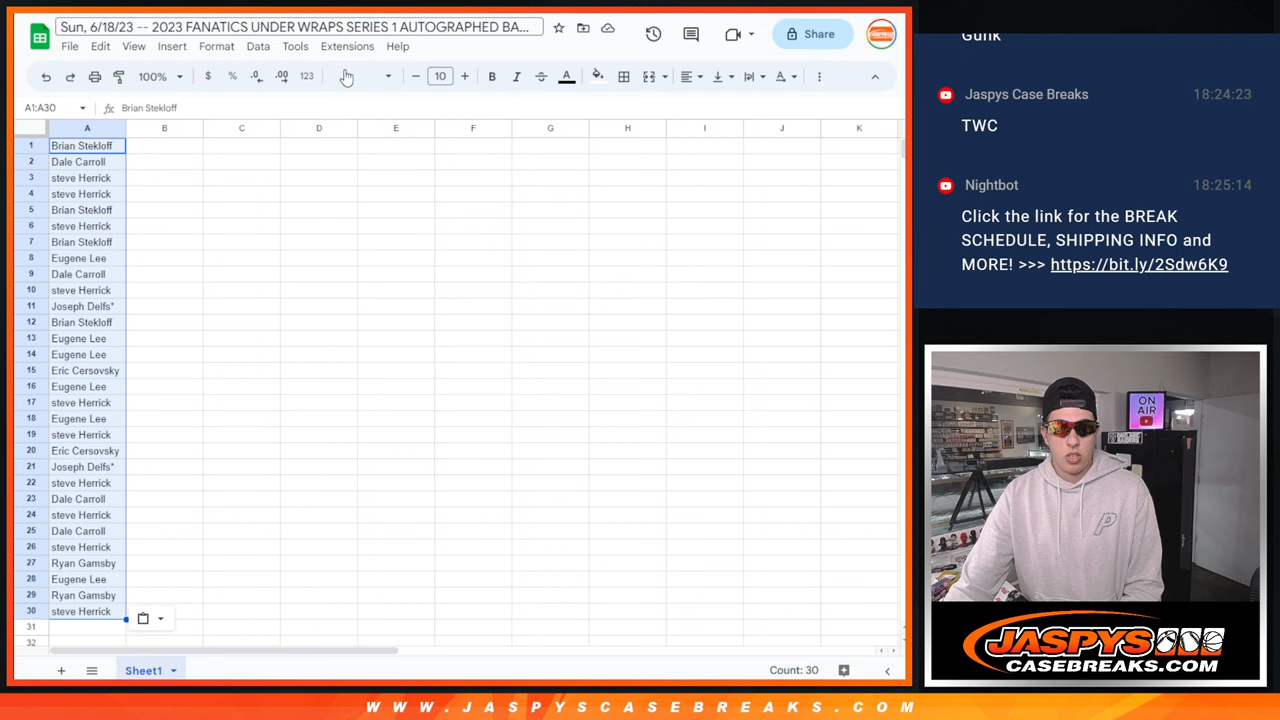 Sun, 6/18/23 -- 2023 FANATICS UNDER WRAPS SERIES 1 AUTOGRAPHED BA...
File Edit View Insert Format Data Tools Extensions Help
Share
100% $ % .0 .00 123 10 B I A
A1:A30 fx Brian Stekloff
A B C D E F G H I J K
1 Brian Stekloff
2 Dale Carroll
3 steve Herrick
4 steve Herrick
5 Brian Stekloff
6 steve Herrick
7 Brian Stekloff
8 Eugene Lee
9 Dale Carroll
10 steve Herrick
11 Joseph Delfs*
12 Brian Stekloff
13 Eugene Lee
14 Eugene Lee
15 Eric Cersovsky
16 Eugene Lee
17 steve Herrick
18 Eugene Lee
19 steve Herrick
20 Eric Cersovsky
21 Joseph Delfs*
22 steve Herrick
23 Dale Carroll
24 steve Herrick
25 Dale Carroll
26 steve Herrick
27 Ryan Gamsby
28 Eugene Lee
29 Ryan Gamsby
30 steve Herrick
31
32
Sheet1
Count: 30
Gunk
Jaspys Case Breaks 18:24:23
TWC
Nightbot 18:25:14
Click the link for the BREAK
SCHEDULE, SHIPPING INFO and
MORE! >>> https://bit.ly/2Sdw6K9
ON
AIR
P
JASPYS
CASEBREAKS.COM
WWW.JASPYSCASEBREAKS.COM